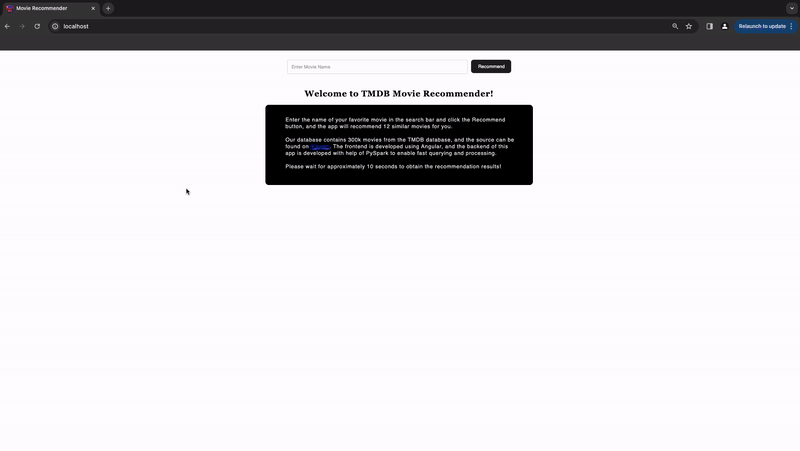 Movie Recommender
localhost
Relaunch to update
Enter Movie Name
Recommend
Welcome to TMDB Movie Recommender!
Enter the name of your favorite movie in the search bar and click the Recommend
button, and the app will recommend 12 similar movies for you.
Our database contains 300k movies from the TMDB database, and the source can be
found on . The frontend is developed using Angular, and the backend of this
app is developed with help of PySpark to enable fast querying and processing.
Please wait for approximately 10 seconds to obtain the recommendation results!